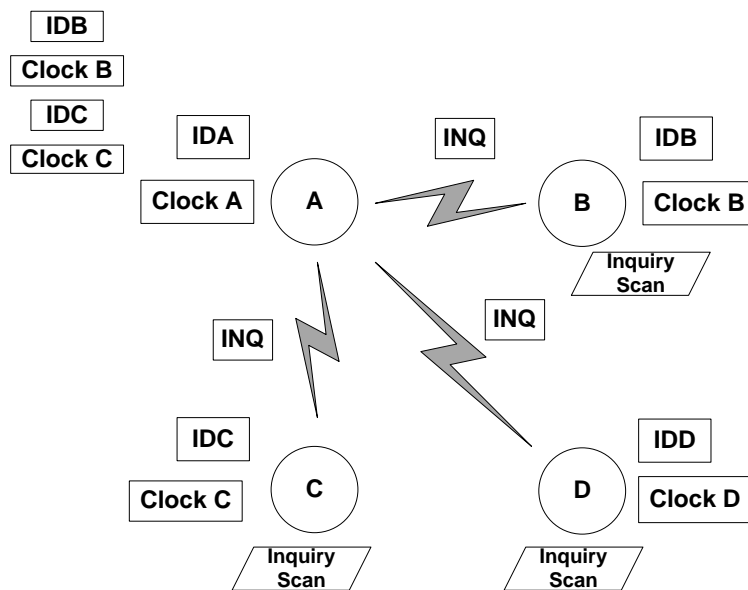 IDB
Clock B
IDC
Clock C
IDA
Clock A
A
INQ
B
IDB
Clock B
Inquiry
Scan
INQ
INQ
IDC
Clock C
C
Inquiry
Scan
D
IDD
Clock D
Inquiry
Scan